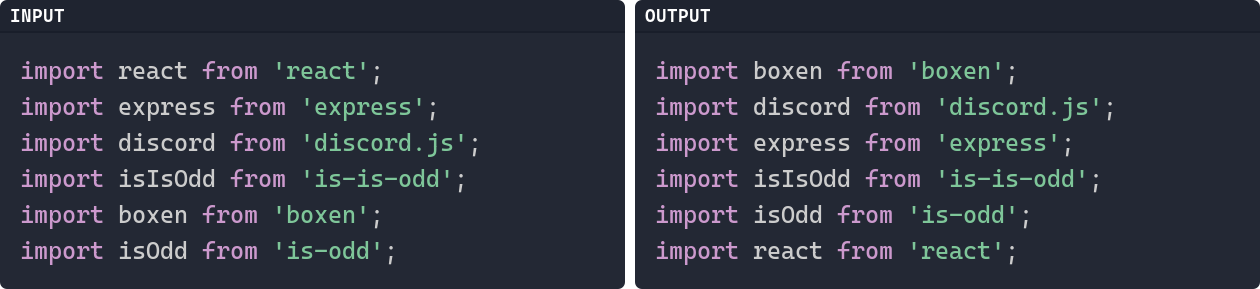 INPUT
import react from 'react';
import express from 'express';
import discord from 'discord.js';
import isIsOdd from 'is-is-odd';
import boxen from 'boxen';
import isOdd from 'is-odd';
OUTPUT
import boxen from 'boxen';
import discord from 'discord.js';
import express from 'express';
import isIsOdd from 'is-is-odd';
import isOdd from 'is-odd';
import react from 'react';